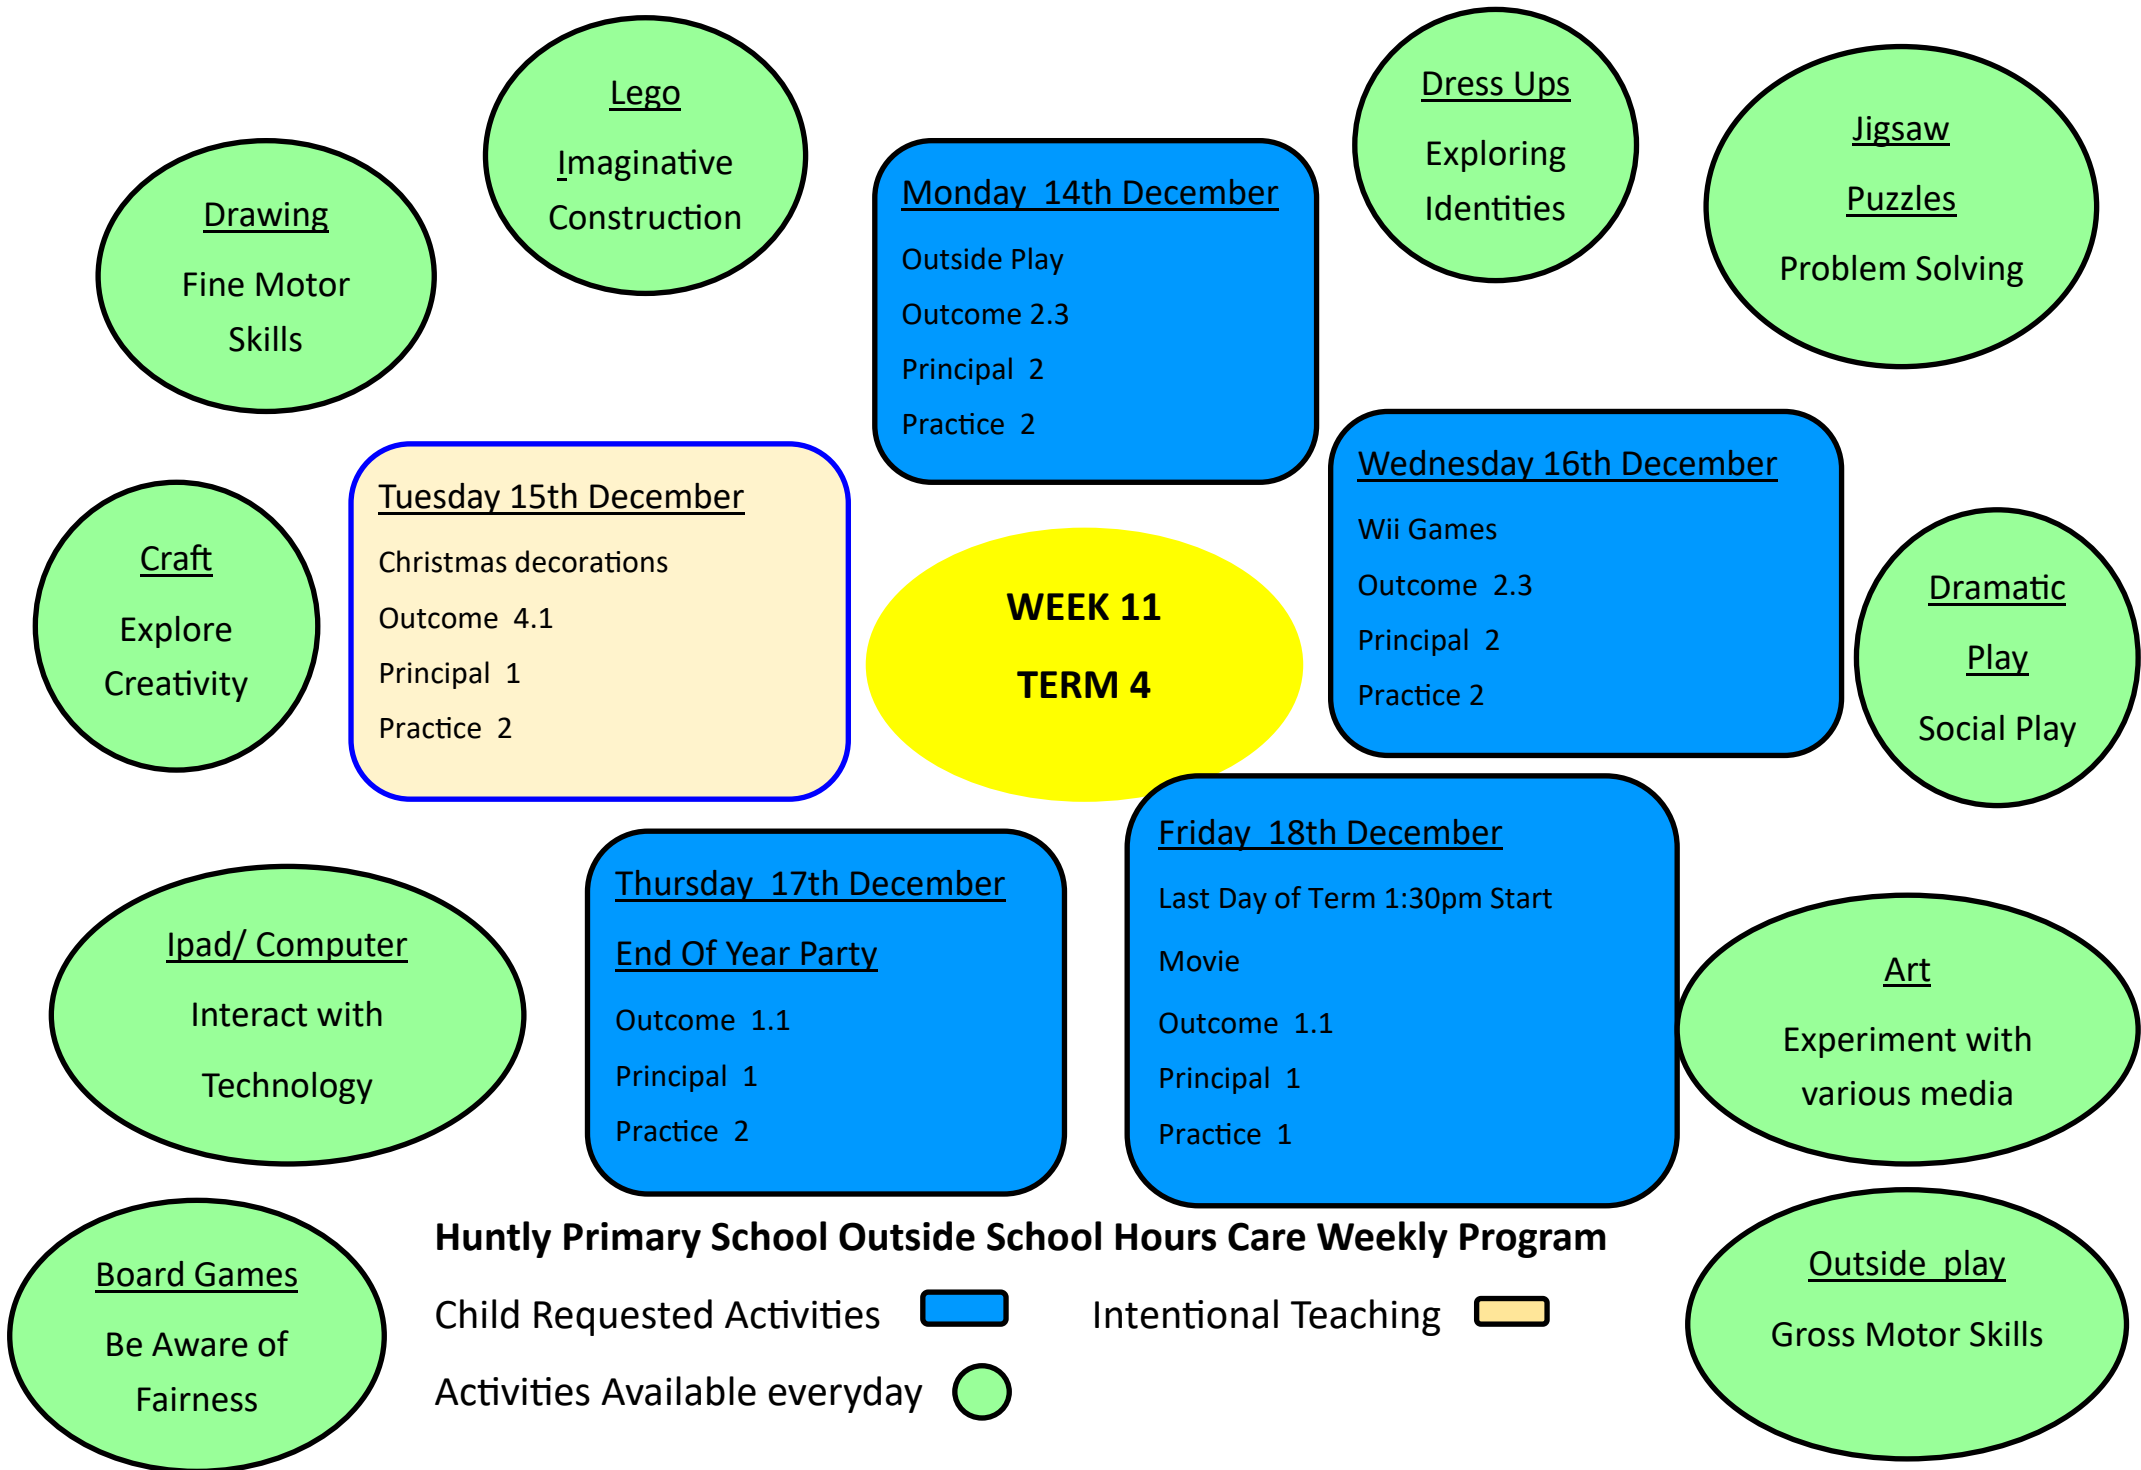 Lego
Imaginative
Construction
Dress Ups
Exploring
Identities
Jigsaw
Puzzles
Problem Solving
Drawing
Fine Motor
Skills
Monday  14th December
Outside Play
Outcome 2.3
Principal  2
Practice  2
Tuesday 15th December
Christmas decorations
Outcome  4.1
Principal  1
Practice  2
Wednesday 16th December
Wii Games
Outcome  2.3
Principal  2
Practice 2
Craft
Explore
Creativity
WEEK 11
TERM 4
Dramatic
Play
Social Play
Thursday  17th December
End Of Year Party
Outcome  1.1
Principal  1
Practice  2
Friday  18th December
Last Day of Term 1:30pm Start
Movie
Outcome  1.1
Principal  1
Practice  1
Ipad/ Computer
Interact with
Technology
Art
Experiment with
various media
Board Games
Be Aware of
Fairness
Huntly Primary School Outside School Hours Care Weekly Program
Child Requested Activities
Intentional Teaching
Activities Available everyday
Outside  play
Gross Motor Skills